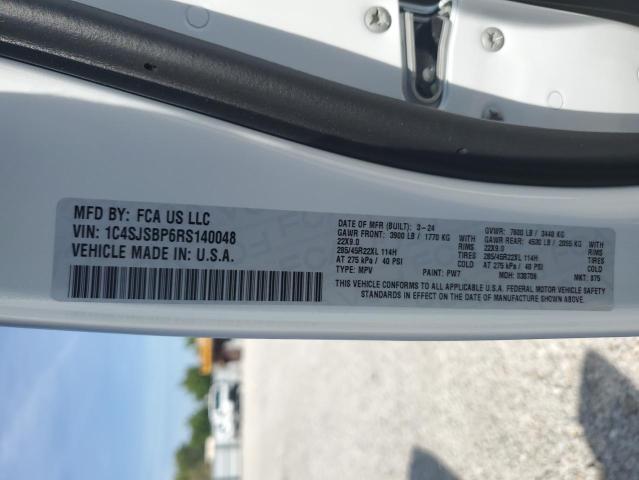 MFD BY: FCA US LLC
VIN: 1C4SJSBP6RS140048
VEHICLE MADE IN: U.S.A.
DATE OF MFR (BUILT): 3-24
GAWR FRONT: 3900 LB / 1770 KG WITH
22X9.0 RIMS
285/45R22XL 114H TIRES
AT 275 kPa / 40 PSI COLD
TYPE: MPV PAINT: PW7
GVWR: 7600 LB / 3448 KG
GAWR REAR: 4530 LB / 2055 KG WITH
22X9.0 RIMS
285/45R22XL 114H TIRES
AT 275 kPa / 40 PSI COLD
MDH: 030706 MKT: 075
THIS VEHICLE CONFORMS TO ALL APPLICABLE U.S.A. FEDERAL MOTOR VEHICLE SAFETY
STANDARDS IN EFFECT ON THE DATE OF MANUFACTURE SHOWN ABOVE.